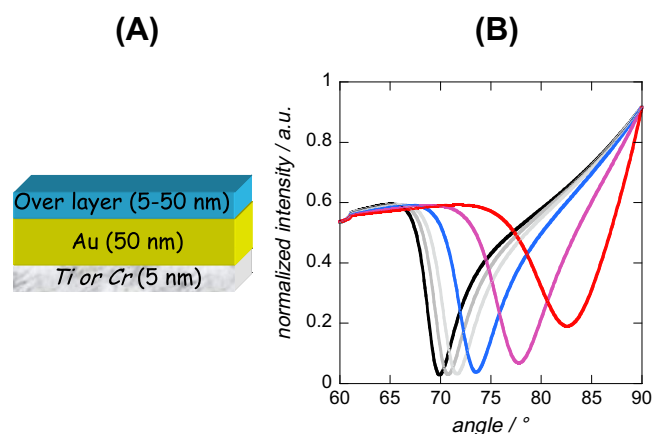 (A)
Over layer (5-50 nm)
Au (50 nm)
Ti or Cr (5 nm)
(B)
normalized intensity / a.u.
1
0.8
0.6
0.4
0.2
0
60 65 70 75 80 85 90
angle / °